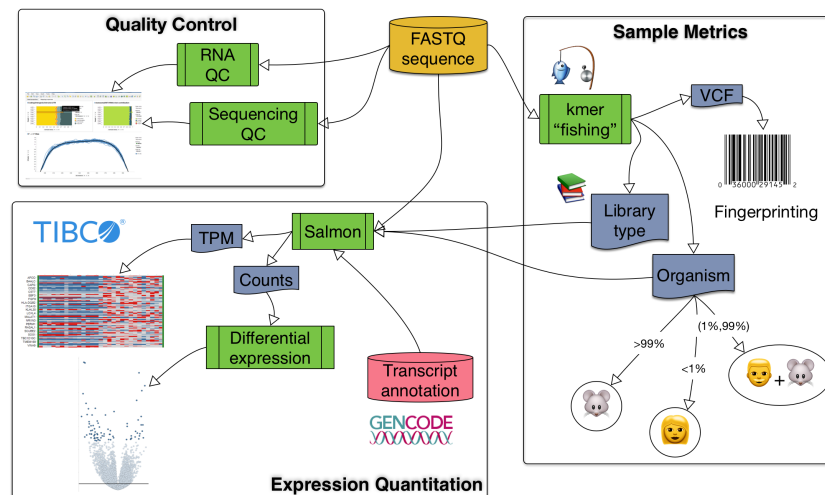 Quality Control
RNA
QC
Sequencing
QC
FASTQ
sequence
Sample Metrics
kmer
“fishing”
VCF
0 36000 29145 2
Fingerprinting
Library
type
Organism
>99%
<1%
(1%,99%)
TIBCO®
TPM
Salmon
Counts
Differential
expression
Transcript
annotation
GENCODE
Expression Quantitation